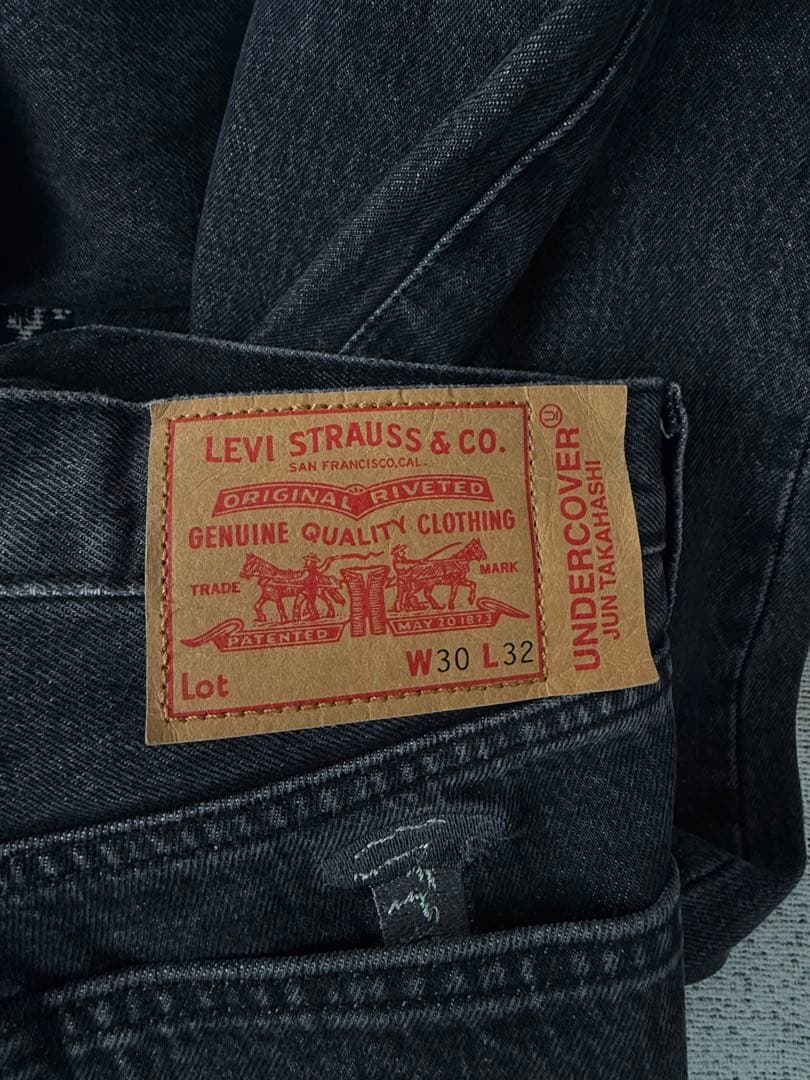 LEVI STRAUSS & CO.
SAN FRANCISCO, CAL.
ORIGINAL RIVETED
GENUINE QUALITY CLOTHING
TRADE MARK
PATENTED MAY 20 1873
Lot W30 L32
UNDERCOVER
JUN TAKAHASHI